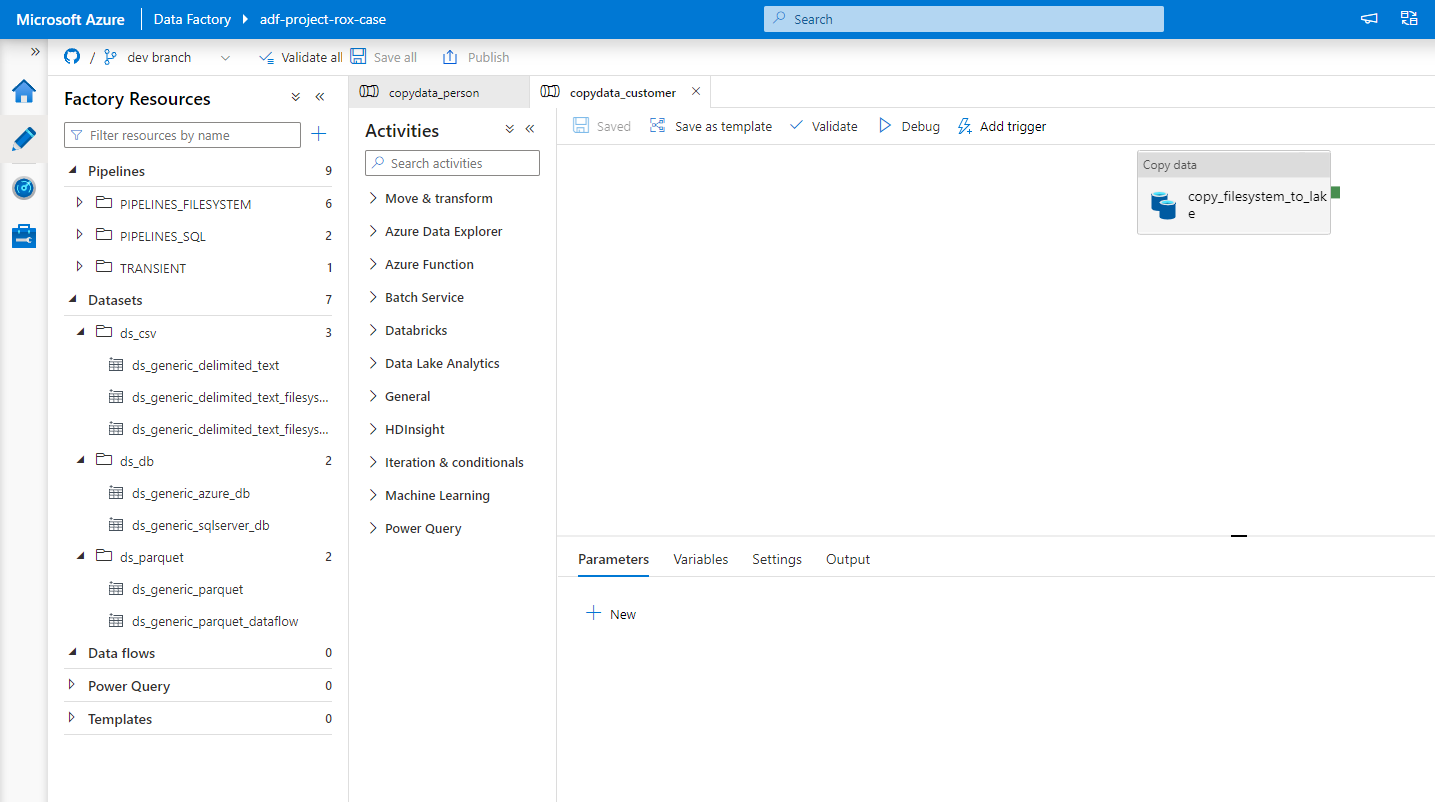 Microsoft Azure
Data Factory
adf-project-rox-case
Search
/
dev branch
Validate all
Save all
Publish
Factory Resources
Filter resources by name
Pipelines 9
PIPELINES_FILESYSTEM 6
PIPELINES_SQL 2
TRANSIENT 1
Datasets 7
ds_csv 3
ds_generic_delimited_text
ds_generic_delimited_text_filesys...
ds_generic_delimited_text_filesys...
ds_db 2
ds_generic_azure_db
ds_generic_sqlserver_db
ds_parquet 2
ds_generic_parquet
ds_generic_parquet_dataflow
Data flows 0
Power Query 0
Templates 0
copydata_person
copydata_customer
Activities
Search activities
Move & transform
Azure Data Explorer
Azure Function
Batch Service
Databricks
Data Lake Analytics
General
HDInsight
Iteration & conditionals
Machine Learning
Power Query
Saved
Save as template
Validate
Debug
Add trigger
Copy data
copy_filesystem_to_lak
e
Parameters
Variables
Settings
Output
New